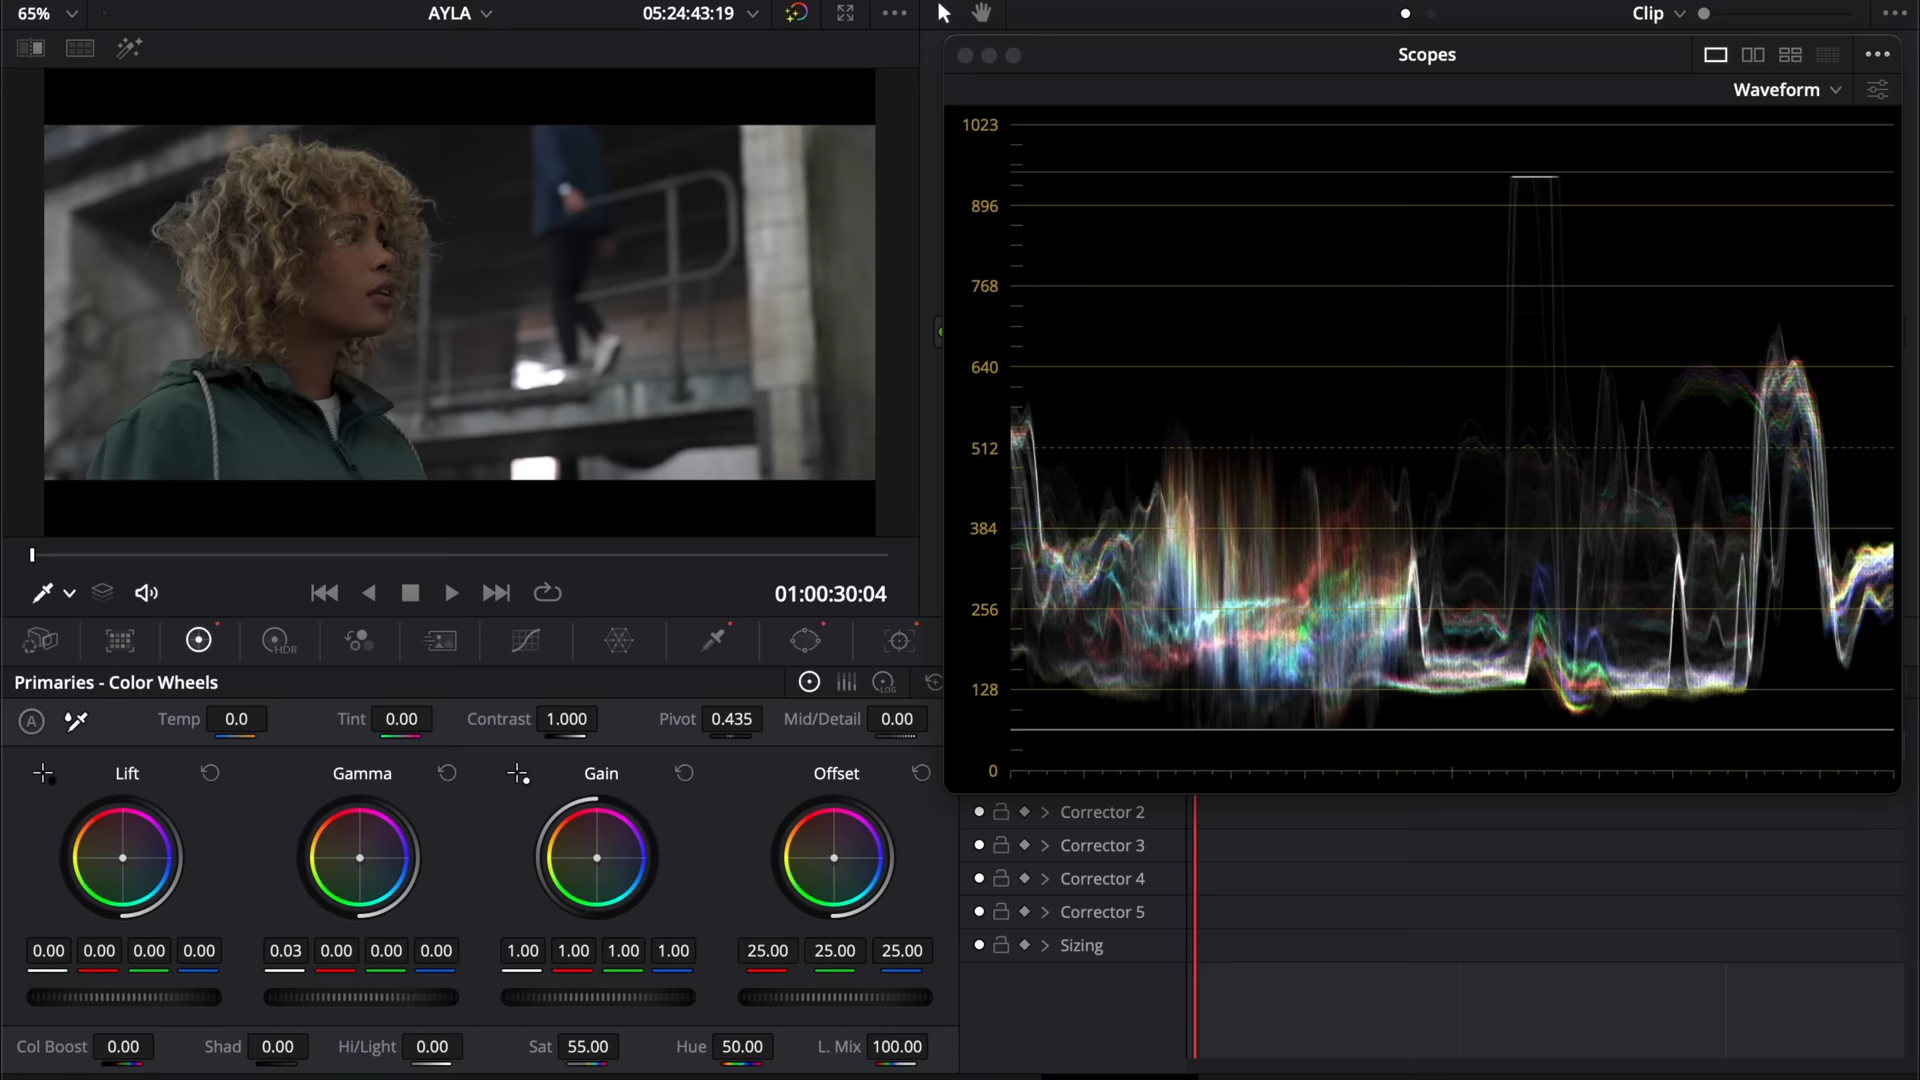 65%
AYLA
05:24:43:19
Clip
Scopes
Waveform
1023
896
768
640
512
384
256
128
0
01:00:30:04
HDR
Primaries - Color Wheels
LOG
A
Temp 0.0
Tint 0.00
Contrast 1.000
Pivot 0.435
Mid/Detail 0.00
Lift
Gamma
Gain
Offset
0.00 0.00 0.00 0.00
0.03 0.00 0.00 0.00
1.00 1.00 1.00 1.00
25.00 25.00 25.00
Col Boost 0.00
Shad 0.00
Hi/Light 0.00
Sat 55.00
Hue 50.00
L. Mix 100.00
Corrector 2
Corrector 3
Corrector 4
Corrector 5
Sizing